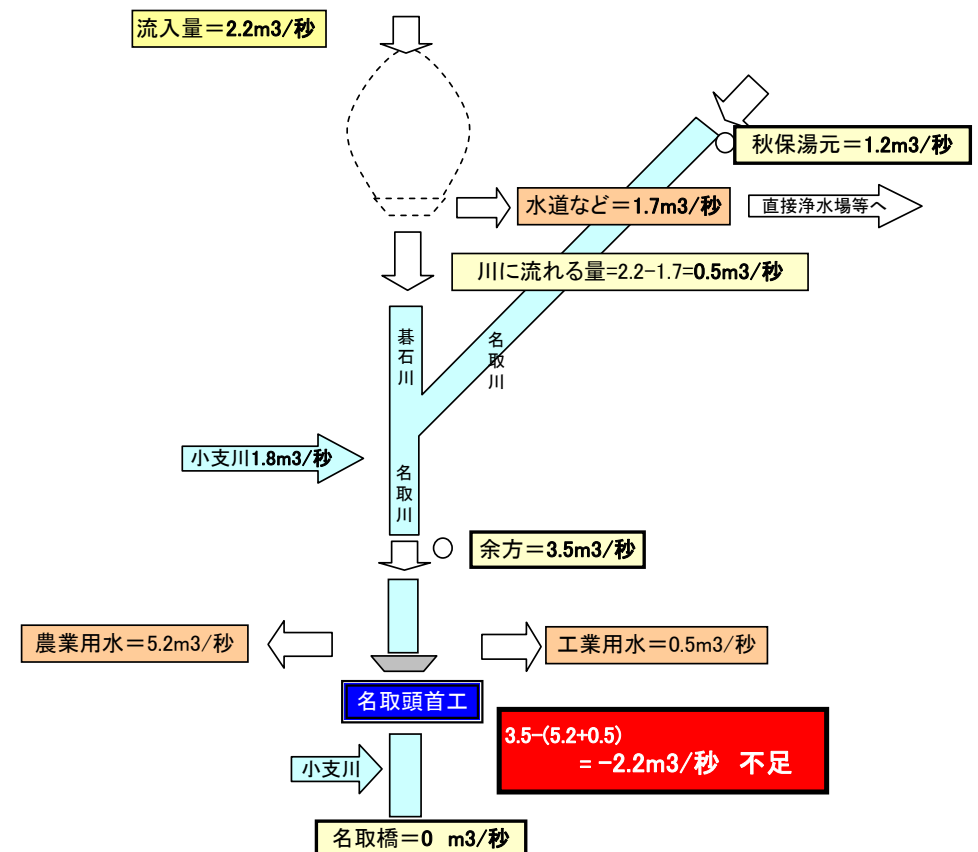 流入量＝2.2m3/秒
秋保湯元＝1.2m3/秒
水道など＝1.7m3/秒
直接浄水場等へ
川に流れる量=2.2-1.7=0.5m3/秒
碁石川
名取川
小支川1.8m3/秒
名取川
余方＝3.5m3/秒
農業用水＝5.2m3/秒
工業用水＝0.5m3/秒
名取頭首工
3.5-(5.2+0.5)
= -2.2m3/秒 不足
小支川
名取橋＝0 m3/秒